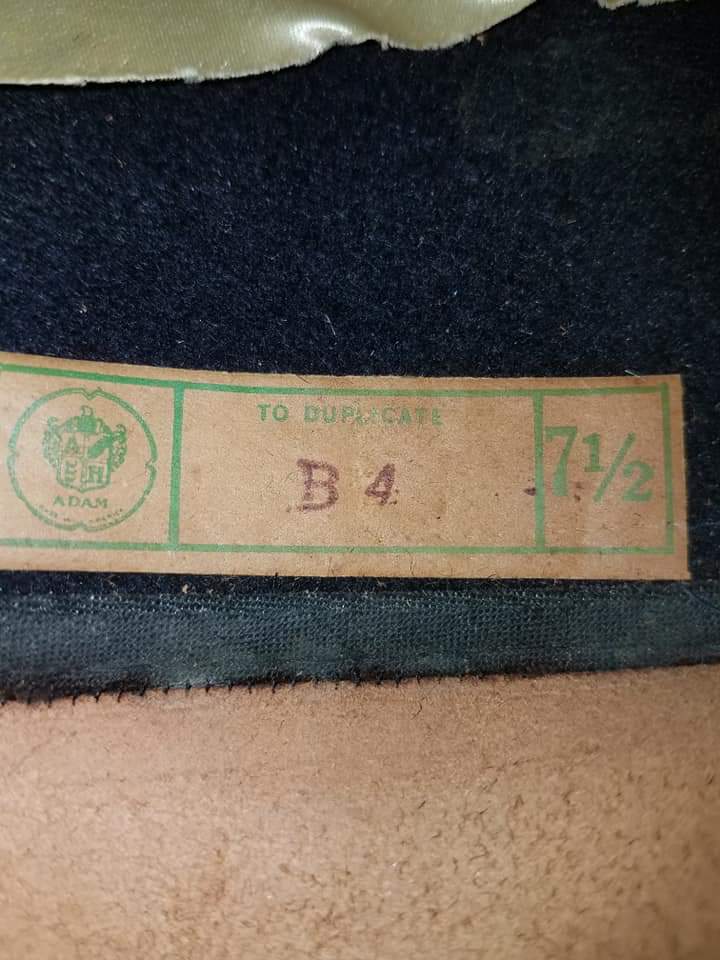 A
H
ADAM
TO DUPLICATE
B 4
7½